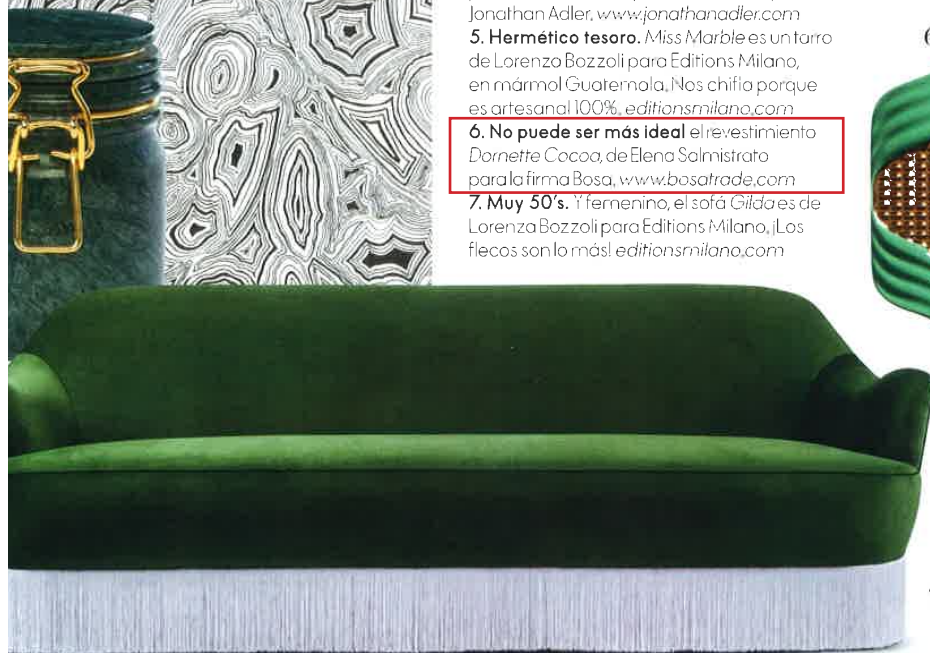 Jonathan Adler, www.jonathanadler.com
5. Hermético tesoro. Miss Marble es un tarro
de Lorenzo Bozzoli para Editions Milano,
en mármol Guatemala. Nos chifla porque
es artesanal 100%. editionsmilano.com
6. No puede ser más ideal el revestimiento
Dornette Cocoa, de Elena Salmistrato
para la firma Bosa, www.bosatrade.com
7. Muy 50's. Y femenino, el sofá Gilda es de
Lorenza Bozzoli para Editions Milano. ¡Los
flecos son lo más! editionsmilano.com